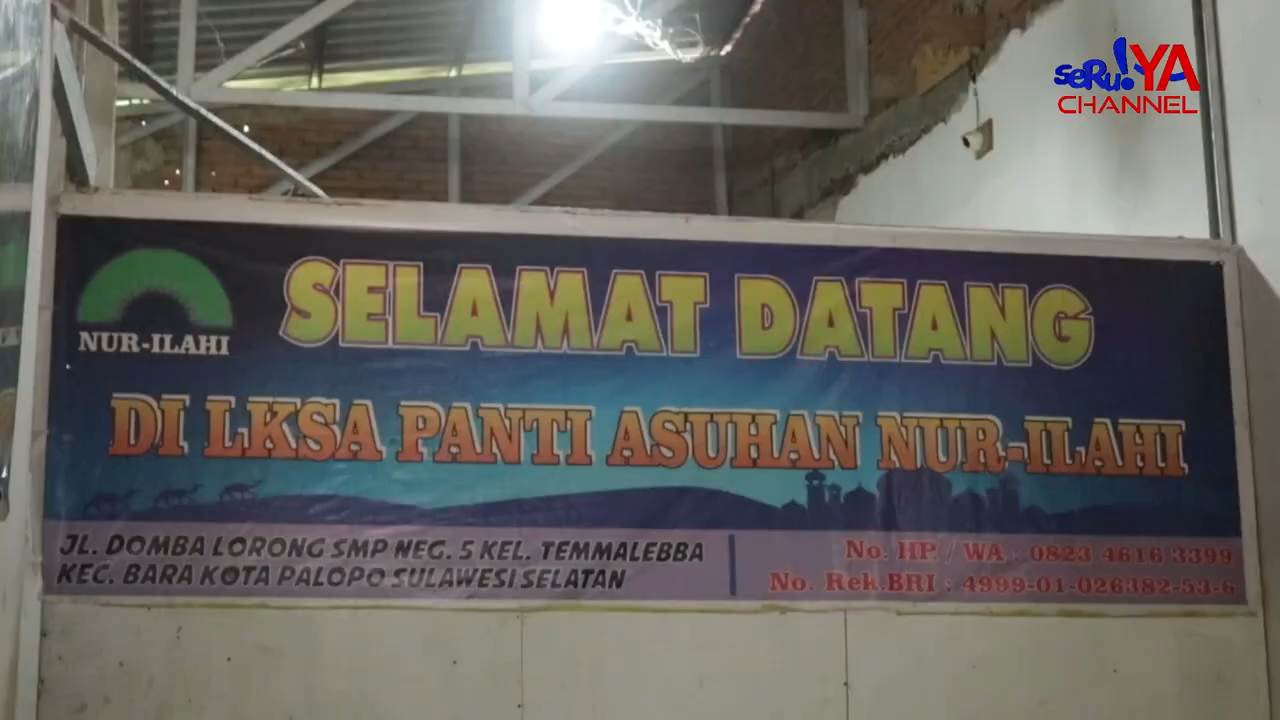 seRu!YA
CHANNEL
NUR-ILAHI
SELAMAT DATANG
DI LKSA PANTI ASUHAN NUR-ILAHI
JL. DOMBA LORONG SMP NEG. 5 KEL. TEMMALEBBA
KEC. BARA KOTA PALOPO SULAWESI SELATAN
No. HP. / WA : 0823 4616 3399
No. Rek.BRI : 4999-01-026382-53-6